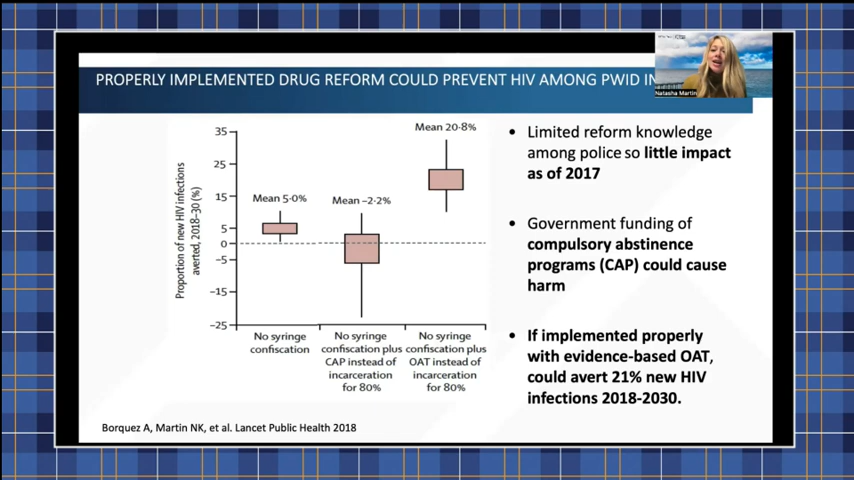 PROPERLY IMPLEMENTED DRUG REFORM COULD PREVENT HIV AMONG PWID IN
Natasha Martin
Proportion of new HIV infections
averted, 2018–30 (%)
35
25
15
5
0
–5
–15
–25
Mean 5·0%
Mean –2·2%
Mean 20·8%
No syringe
confiscation
No syringe
confiscation plus
CAP instead of
incarceration
for 80%
No syringe
confiscation plus
OAT instead of
incarceration
for 80%
• Limited reform knowledge
among police so little impact
as of 2017
• Government funding of
compulsory abstinence
programs (CAP) could cause
harm
• If implemented properly
with evidence-based OAT,
could avert 21% new HIV
infections 2018-2030.
Borquez A, Martin NK, et al. Lancet Public Health 2018